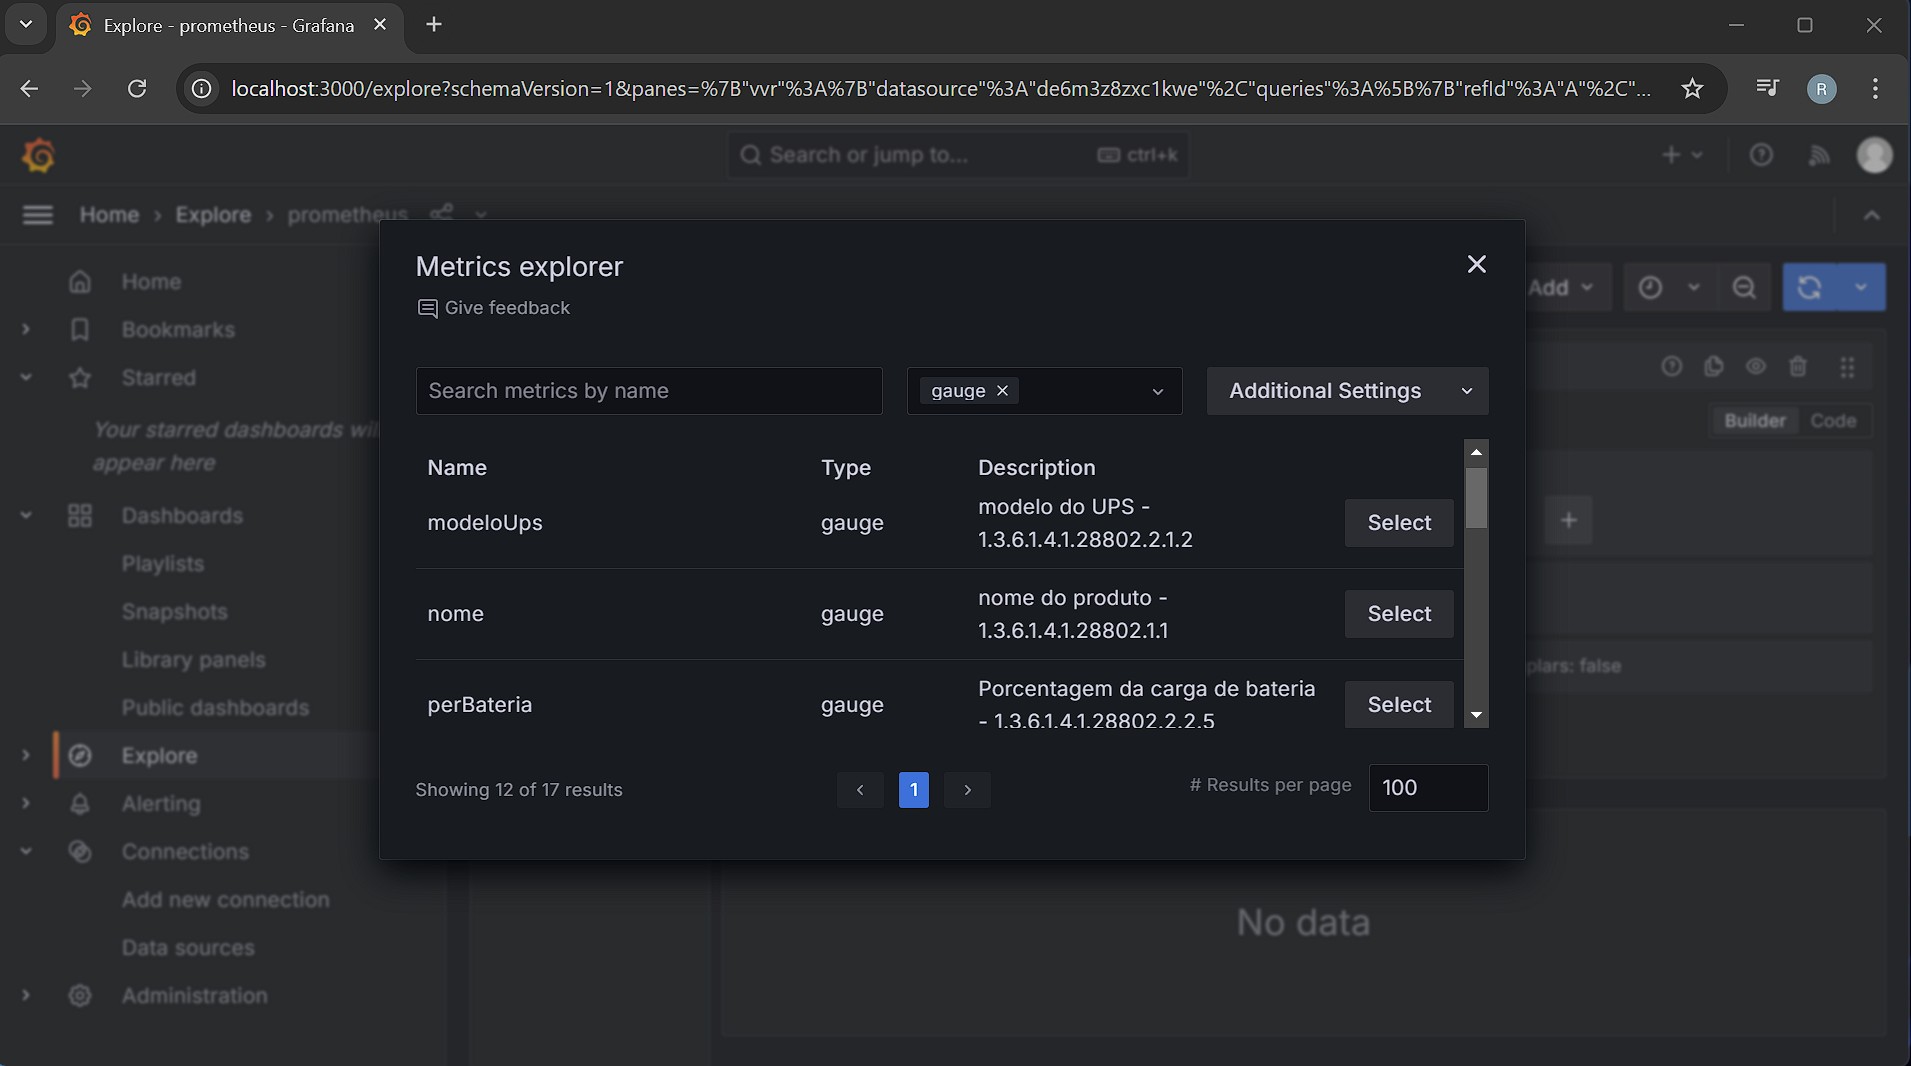 Explore - prometheus - Grafana
localhost:3000/explore?schemaVersion=1&panes=%7B"vvr"%3A%7B"datasource"%3A"de6m3z8zxc1kwe"%2C"queries"%3A%5B%7B"refId"%3A"A"%2C"...
R
Search or jump to... ctrl+k
Home › Explore › prometheus
Metrics explorer
Give feedback
Home
Bookmarks
Starred
Your starred dashboards will
appear here
Dashboards
Playlists
Snapshots
Library panels
Public dashboards
Explore
Alerting
Connections
Add new connection
Data sources
Administration
Add
Builder Code
Search metrics by name gauge Additional Settings
Name Type Description
modeloUps gauge modelo do UPS -
1.3.6.1.4.1.28802.2.1.2 Select
nome gauge nome do produto -
1.3.6.1.4.1.28802.1.1 Select
perBateria gauge Porcentagem da carga de bateria
- 1.3.6.1.4.1.28802.2.2.5 Select
plars: false
Showing 12 of 17 results ‹ 1 › # Results per page 100
No data